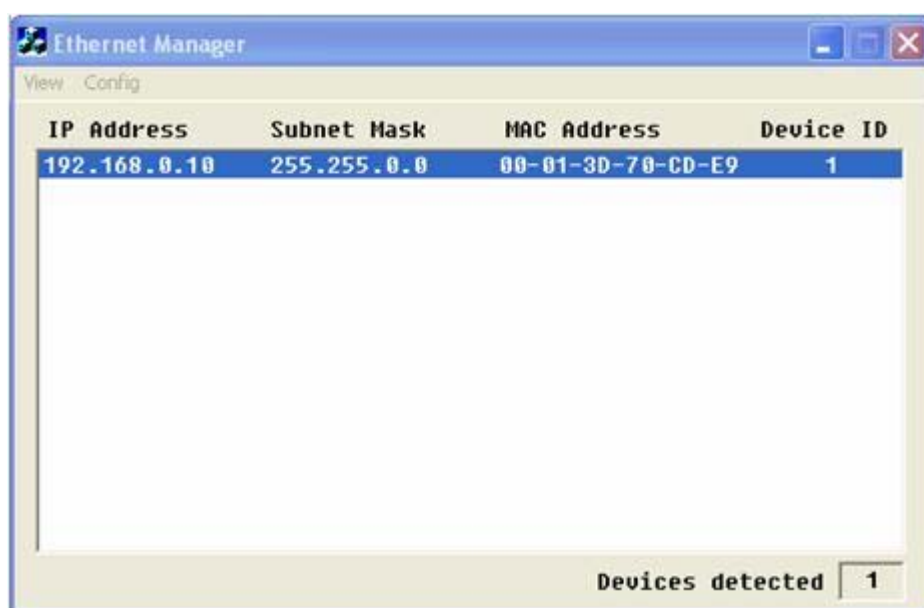 Ethernet Manager
View Config
IP Address Subnet Mask MAC Address Device ID
192.168.0.10 255.255.0.0 00-01-3D-70-CD-E9 1
Devices detected 1